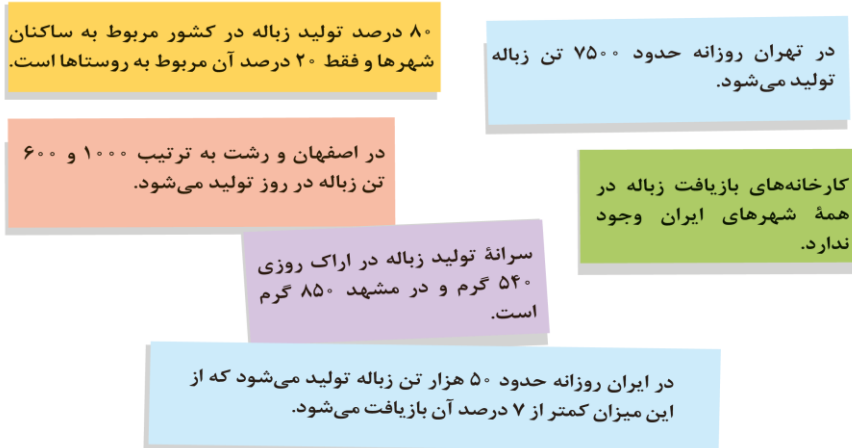 در تهران روزانه حدود ۷۵۰۰ تن زباله
تولید می‌شود.
۸۰ درصد تولید زباله در کشور مربوط به ساکنان
شهرها و فقط ۲۰ درصد آن مربوط به روستاها است.
در اصفهان و رشت به ترتیب ۱۰۰۰ و ۶۰۰
تن زباله در روز تولید می‌شود.
کارخانه‌های بازیافت زباله در
همهٔ شهرهای ایران وجود
ندارد.
سرانهٔ تولید زباله در اراک روزی
۵۴۰ گرم و در مشهد ۸۵۰ گرم
است.
در ایران روزانه حدود ۵۰ هزار تن زباله تولید می‌شود که از
این میزان کمتر از ۷ درصد آن بازیافت می‌شود.